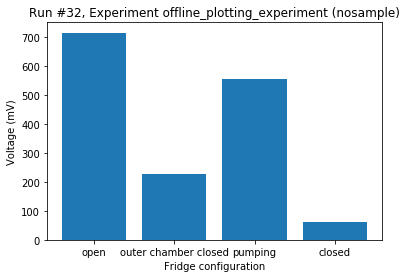 Run #32, Experiment offline_plotting_experiment (nosample)
Voltage (mV)
700
600
500
400
300
200
100
0
open outer chamber closed pumping closed
Fridge configuration